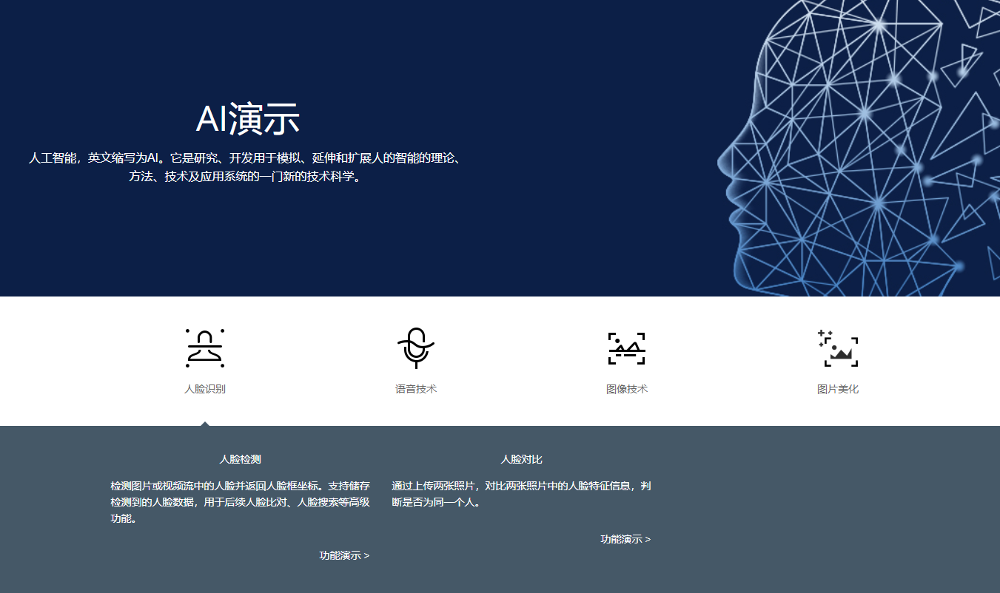 AI演示
人工智能，英文缩写为AI。它是研究、开发用于模拟、延伸和扩展人的智能的理论、
方法、技术及应用系统的一门新的技术科学。
人脸识别
语音技术
图像技术
图片美化
人脸检测
检测图片或视频流中的人脸并返回人脸框坐标。支持储存
检测到的人脸数据，用于后续人脸比对、人脸搜索等高级
功能。
功能演示 >
人脸对比
通过上传两张照片，对比两张照片中的人脸特征信息，判
断是否为同一个人。
功能演示 >